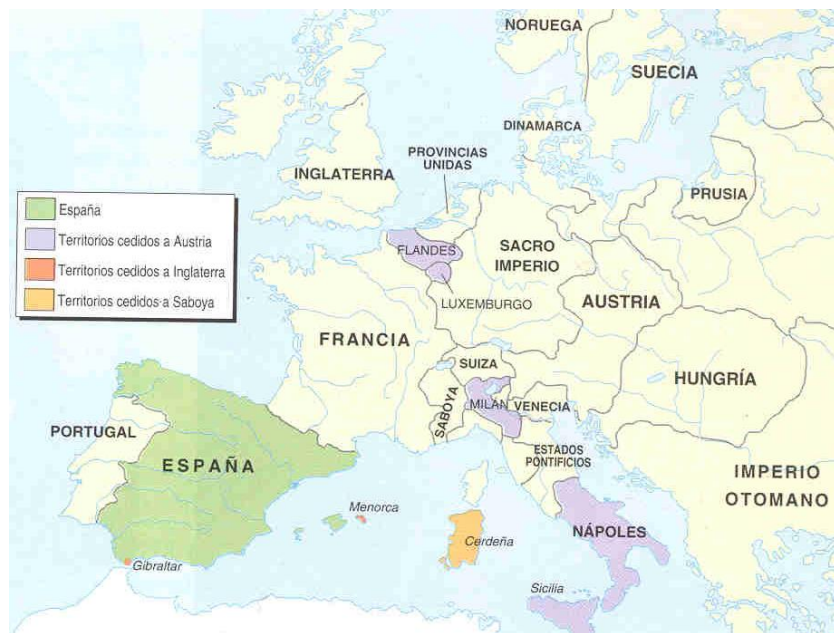 NORUEGA
SUECIA
DINAMARCA
PROVINCIAS
UNIDAS
INGLATERRA
PRUSIA
España
Territorios cedidos a Austria
Territorios cedidos a Inglaterra
Territorios cedidos a Saboya
FLANDES
SACRO
IMPERIO
LUXEMBURGO
AUSTRIA
FRANCIA
SUIZA
HUNGRÍA
MILÁN
VENECIA
SABOYA
PORTUGAL
ESPAÑA
ESTADOS
PONTIFICIOS
IMPERIO
OTOMANO
Menorca
Cerdeña
NÁPOLES
Gibraltar
Sicilia